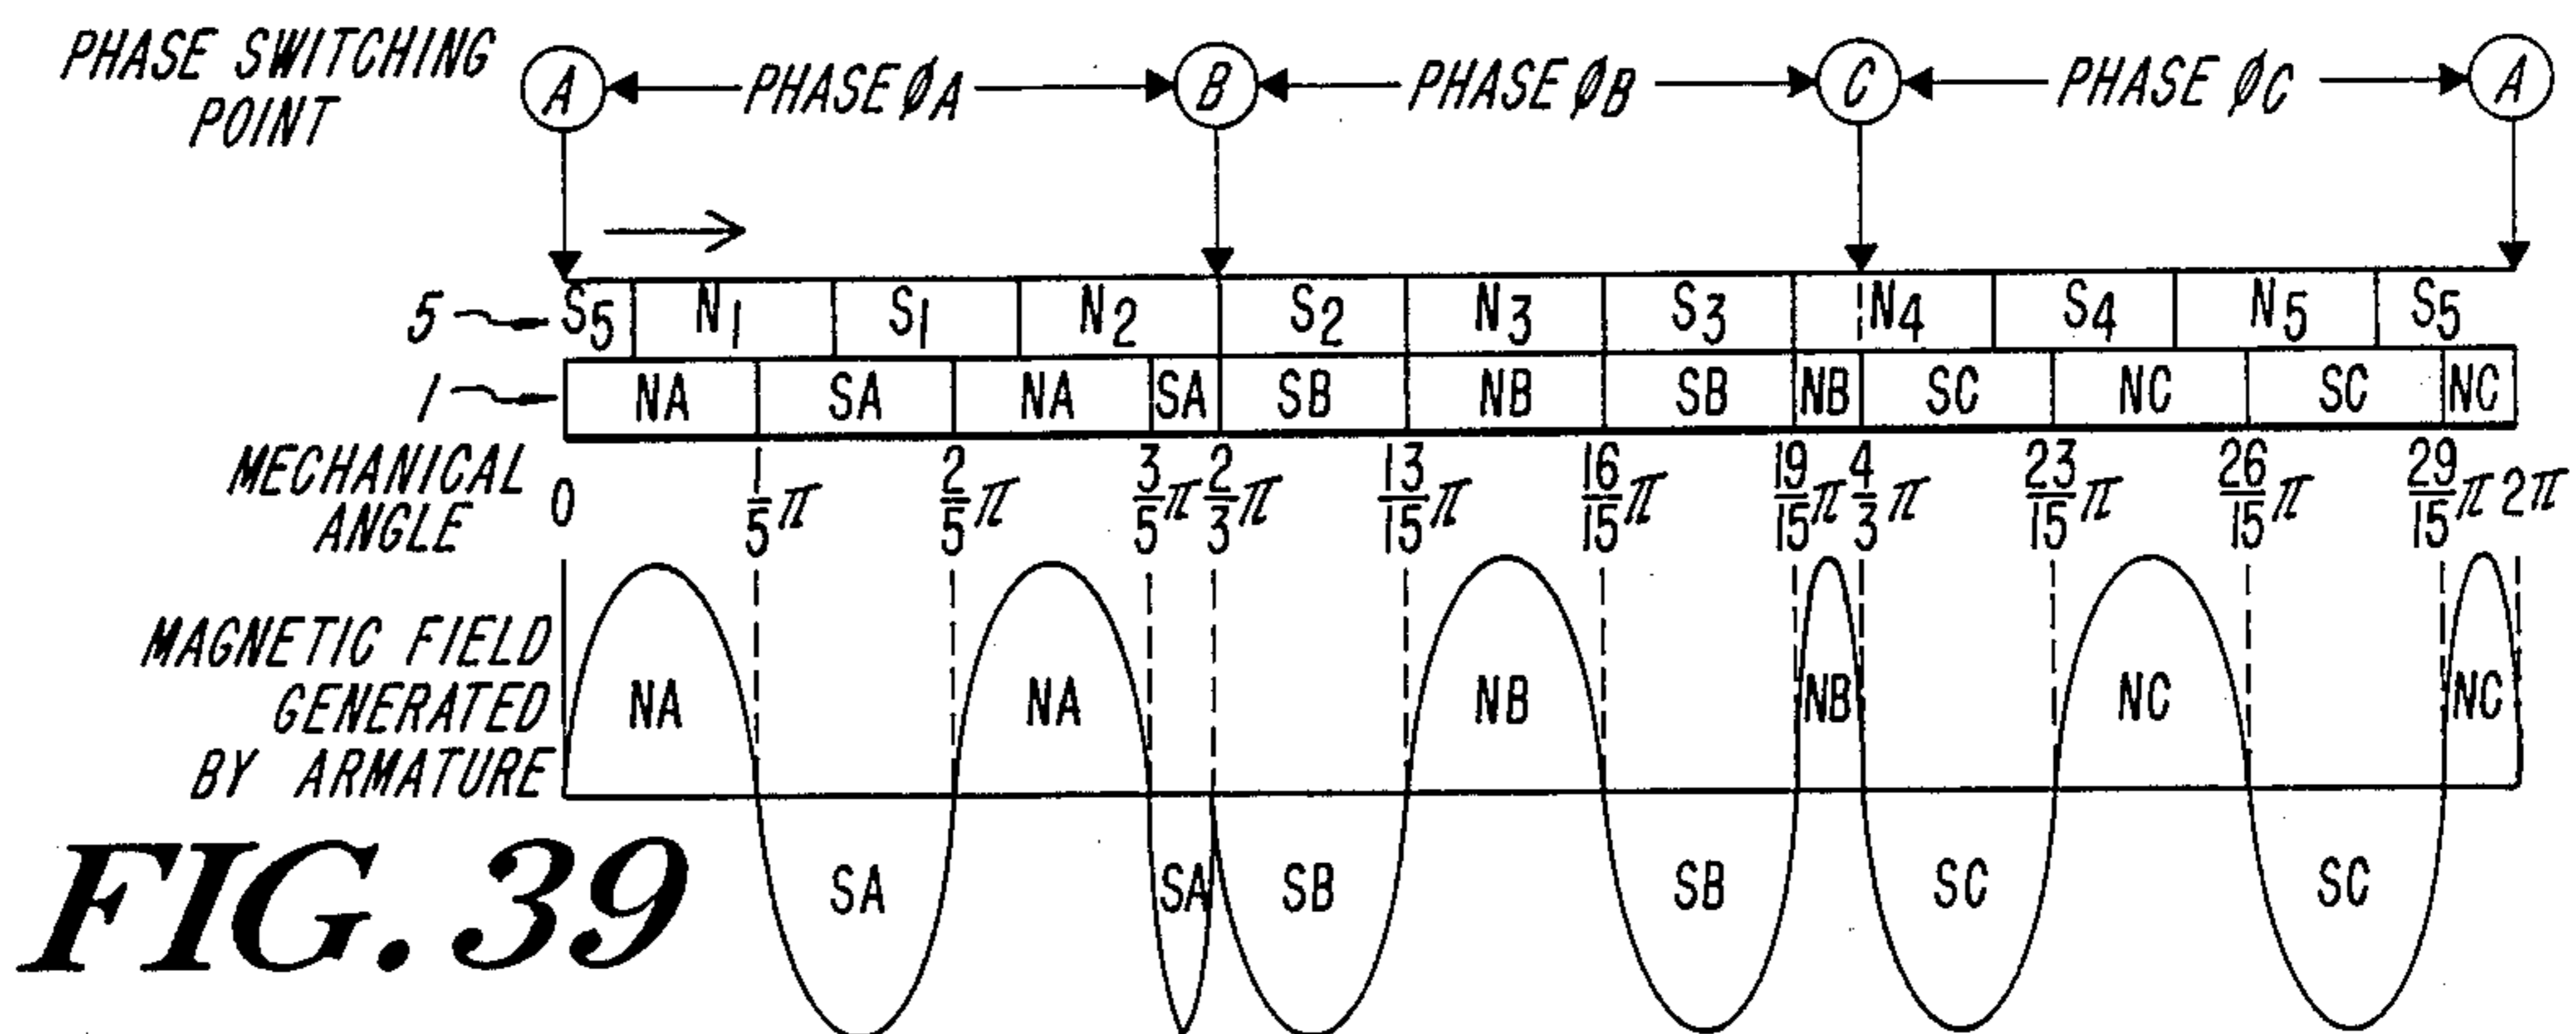 PHASE SWITCHING
POINT
A PHASE ØA B PHASE ØB C PHASE ØC A
5 S5 N1 S1 N2 S2 N3 S3 N4 S4 N5 S5
1 NA SA NA SA SB NB SB NB SC NC SC NC
MECHANICAL
ANGLE
0 1/5π 2/5π 3/5π 2/3π 13/15π 16/15π 19/15π 4/3π 23/15π 26/15π 29/15π 2π
MAGNETIC FIELD
GENERATED
BY ARMATURE
NA NA NB NB NC NC
SA SA SB SB SC SC
FIG. 39